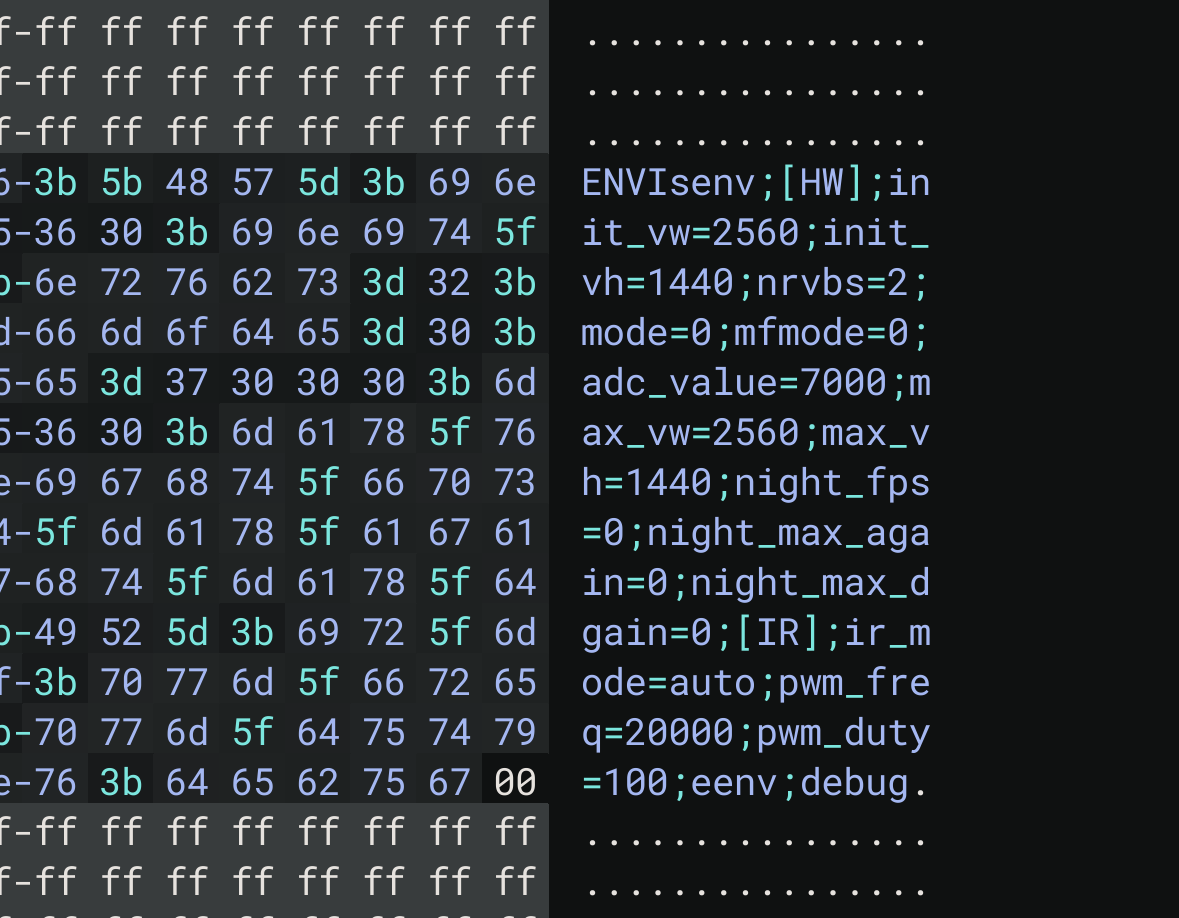 f-ff ff ff ff ff ff ff ff ................
f-ff ff ff ff ff ff ff ff ................
f-ff ff ff ff ff ff ff ff ................
6-3b 5b 48 57 5d 3b 69 6e ENVIsenv;[HW];in
5-36 30 3b 69 6e 69 74 5f it_vw=2560;init_
b-6e 72 76 62 73 3d 32 3b vh=1440;nrvbs=2;
d-66 6d 6f 64 65 3d 30 3b mode=0;mfmode=0;
5-65 3d 37 30 30 30 3b 6d adc_value=7000;m
5-36 30 3b 6d 61 78 5f 76 ax_vw=2560;max_v
e-69 67 68 74 5f 66 70 73 h=1440;night_fps
4-5f 6d 61 78 5f 61 67 61 =0;night_max_aga
7-68 74 5f 6d 61 78 5f 64 in=0;night_max_d
b-49 52 5d 3b 69 72 5f 6d gain=0;[IR];ir_m
f-3b 70 77 6d 5f 66 72 65 ode=auto;pwm_fre
b-70 77 6d 5f 64 75 74 79 q=20000;pwm_duty
e-76 3b 64 65 62 75 67 00 =100;eenv;debug.
f-ff ff ff ff ff ff ff ff ................
f-ff ff ff ff ff ff ff ff ................